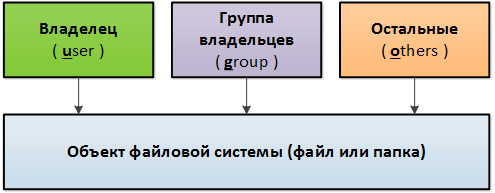 Владелец
( user )
Группа
владельцев
( group )
Остальные
( others )
Объект файловой системы (файл или папка)